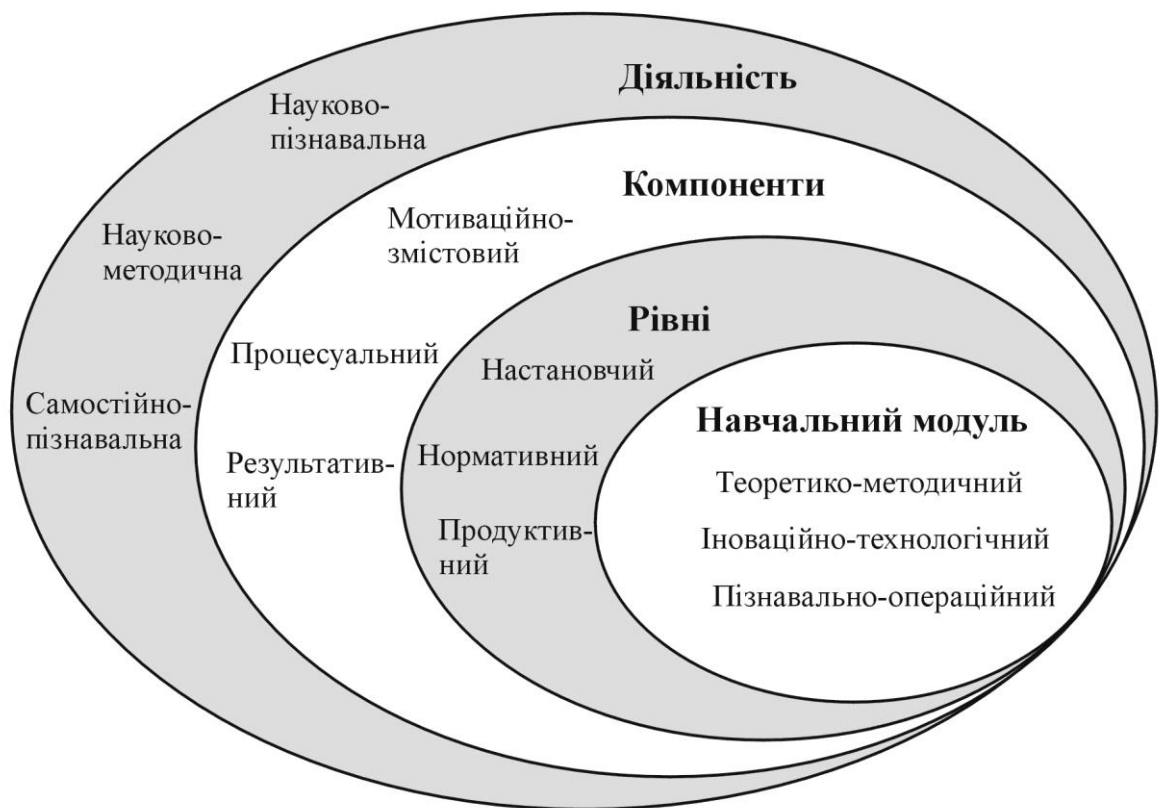 Діяльність
Науково-
пізнавальна
Науково-
методична
Самостійно-
пізнавальна
Компоненти
Мотиваційно-
змістовий
Процесуальний
Результатив-
ний
Рівні
Настановчий
Нормативний
Продуктив-
ний
Навчальний модуль
Теоретико-методичний
Іноваційно-технологічний
Пізнавально-операційний